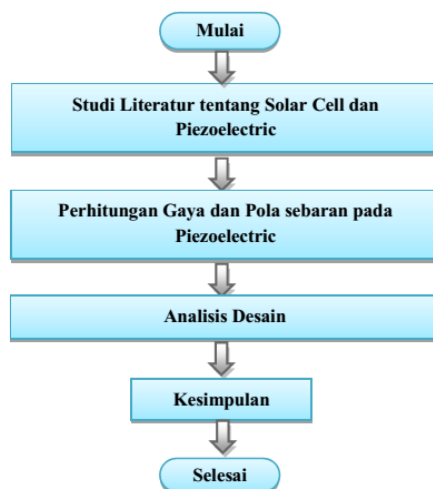 Mulai
Studi Literatur tentang Solar Cell dan
Piezoelectric
Perhitungan Gaya dan Pola sebaran pada
Piezoelectric
Analisis Desain
Kesimpulan
Selesai